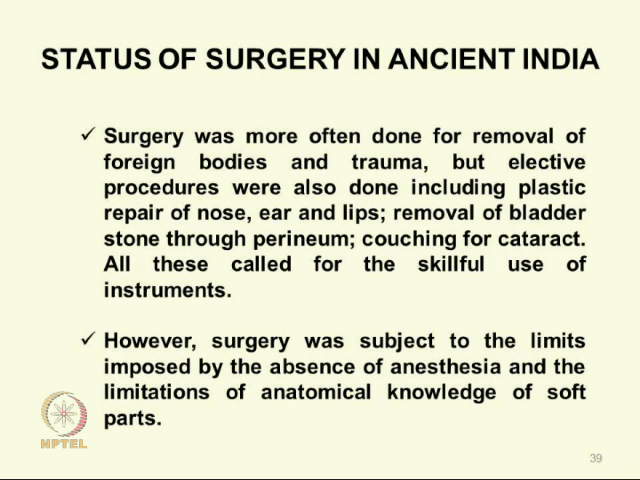 STATUS OF SURGERY IN ANCIENT INDIA
✓ Surgery was more often done for removal of
foreign bodies and trauma, but elective
procedures were also done including plastic
repair of nose, ear and lips; removal of bladder
stone through perineum; couching for cataract.
All these called for the skillful use of
instruments.
✓ However, surgery was subject to the limits
imposed by the absence of anesthesia and the
limitations of anatomical knowledge of soft
parts.
NPTEL
39